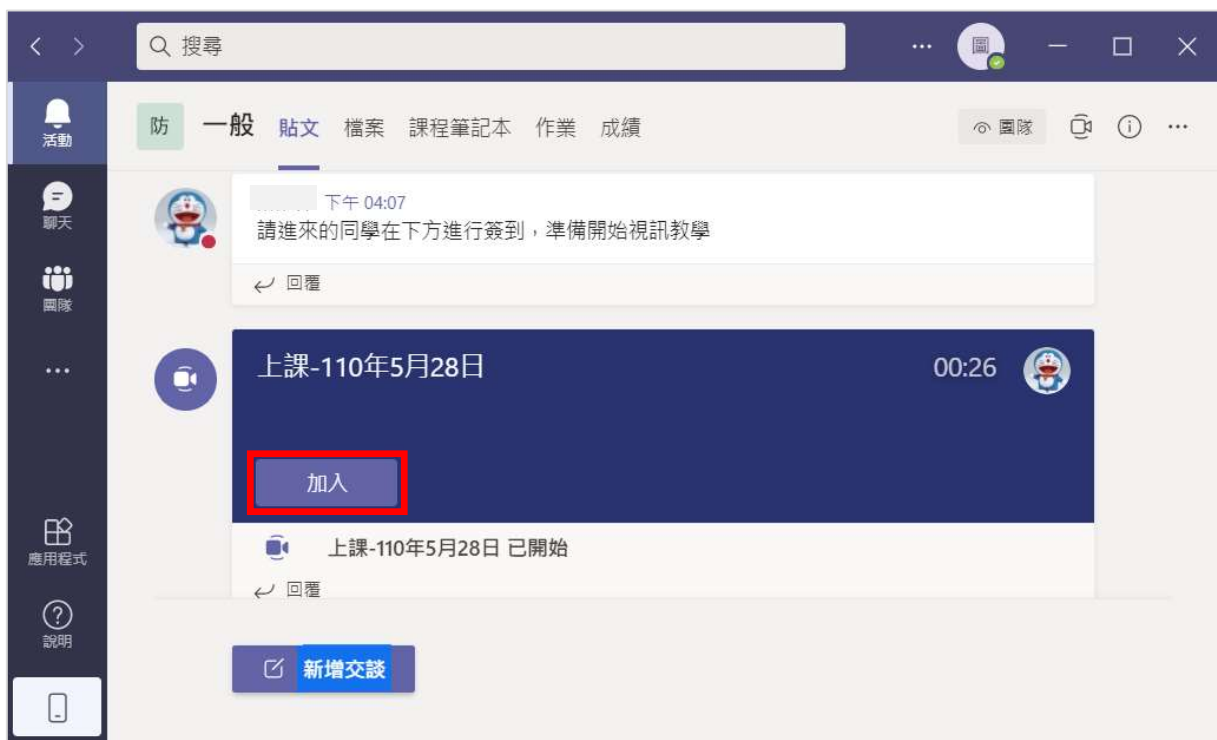 搜尋
圖
活動
聊天
團隊
應用程式
說明
防 一般 貼文 檔案 課程筆記本 作業 成績
團隊
下午 04:07
請進來的同學在下方進行簽到，準備開始視訊教學
回覆
上課-110年5月28日
00:26
加入
上課-110年5月28日 已開始
回覆
新增交談